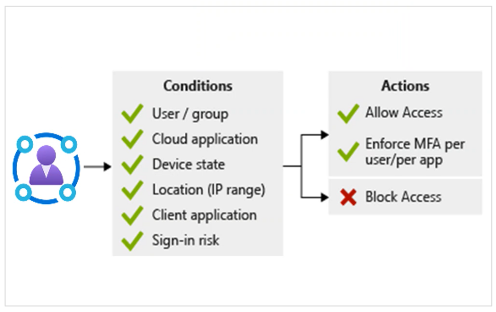 Conditions
User / group
Cloud application
Device state
Location (IP range)
Client application
Sign-in risk
Actions
Allow Access
Enforce MFA per
user/per app
Block Access